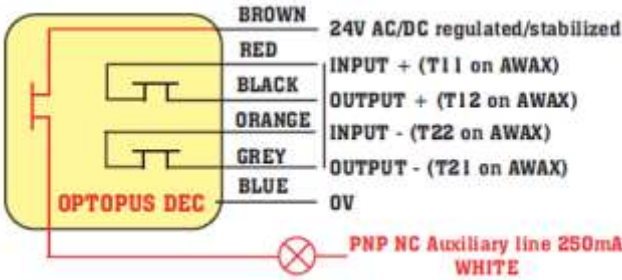 BROWN 24V AC/DC regulated/stabilized
RED INPUT + (T11 on AWAX)
BLACK OUTPUT + (T12 on AWAX)
ORANGE INPUT - (T22 on AWAX)
GREY OUTPUT - (T21 on AWAX)
OPTOPUS DEC BLUE 0V
PNP NC Auxiliary line 250mA
WHITE